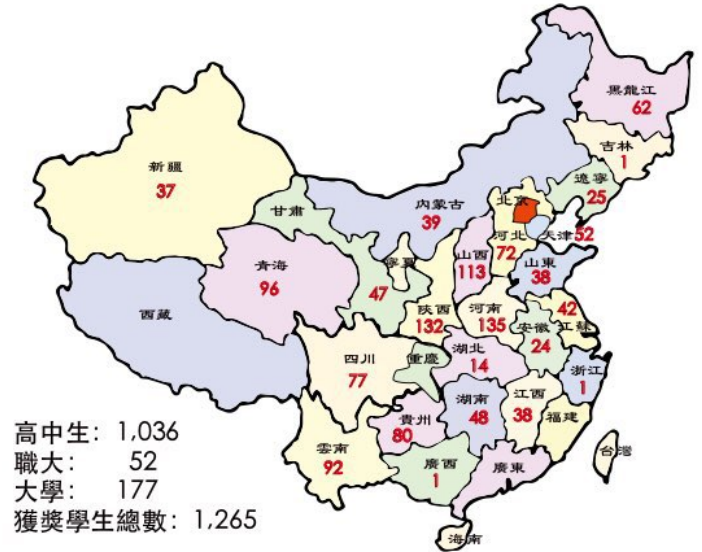 黑龍江
62
吉林
1
遼寧
25
新疆
37
內蒙古
39
北京
甘肅
天津52
河北
72
寧夏
山西
113
山東
38
青海
96
47
陝西
132
河南
135
42
江蘇
安徽
24
西藏
四川
77
重慶
湖北
14
浙江
1
湖南
48
江西
38
貴州
80
福建
雲南
92
廣西
1
廣東
台灣
海南
高中生: 1,036
職大: 52
大學: 177
獲獎學生總數: 1,265